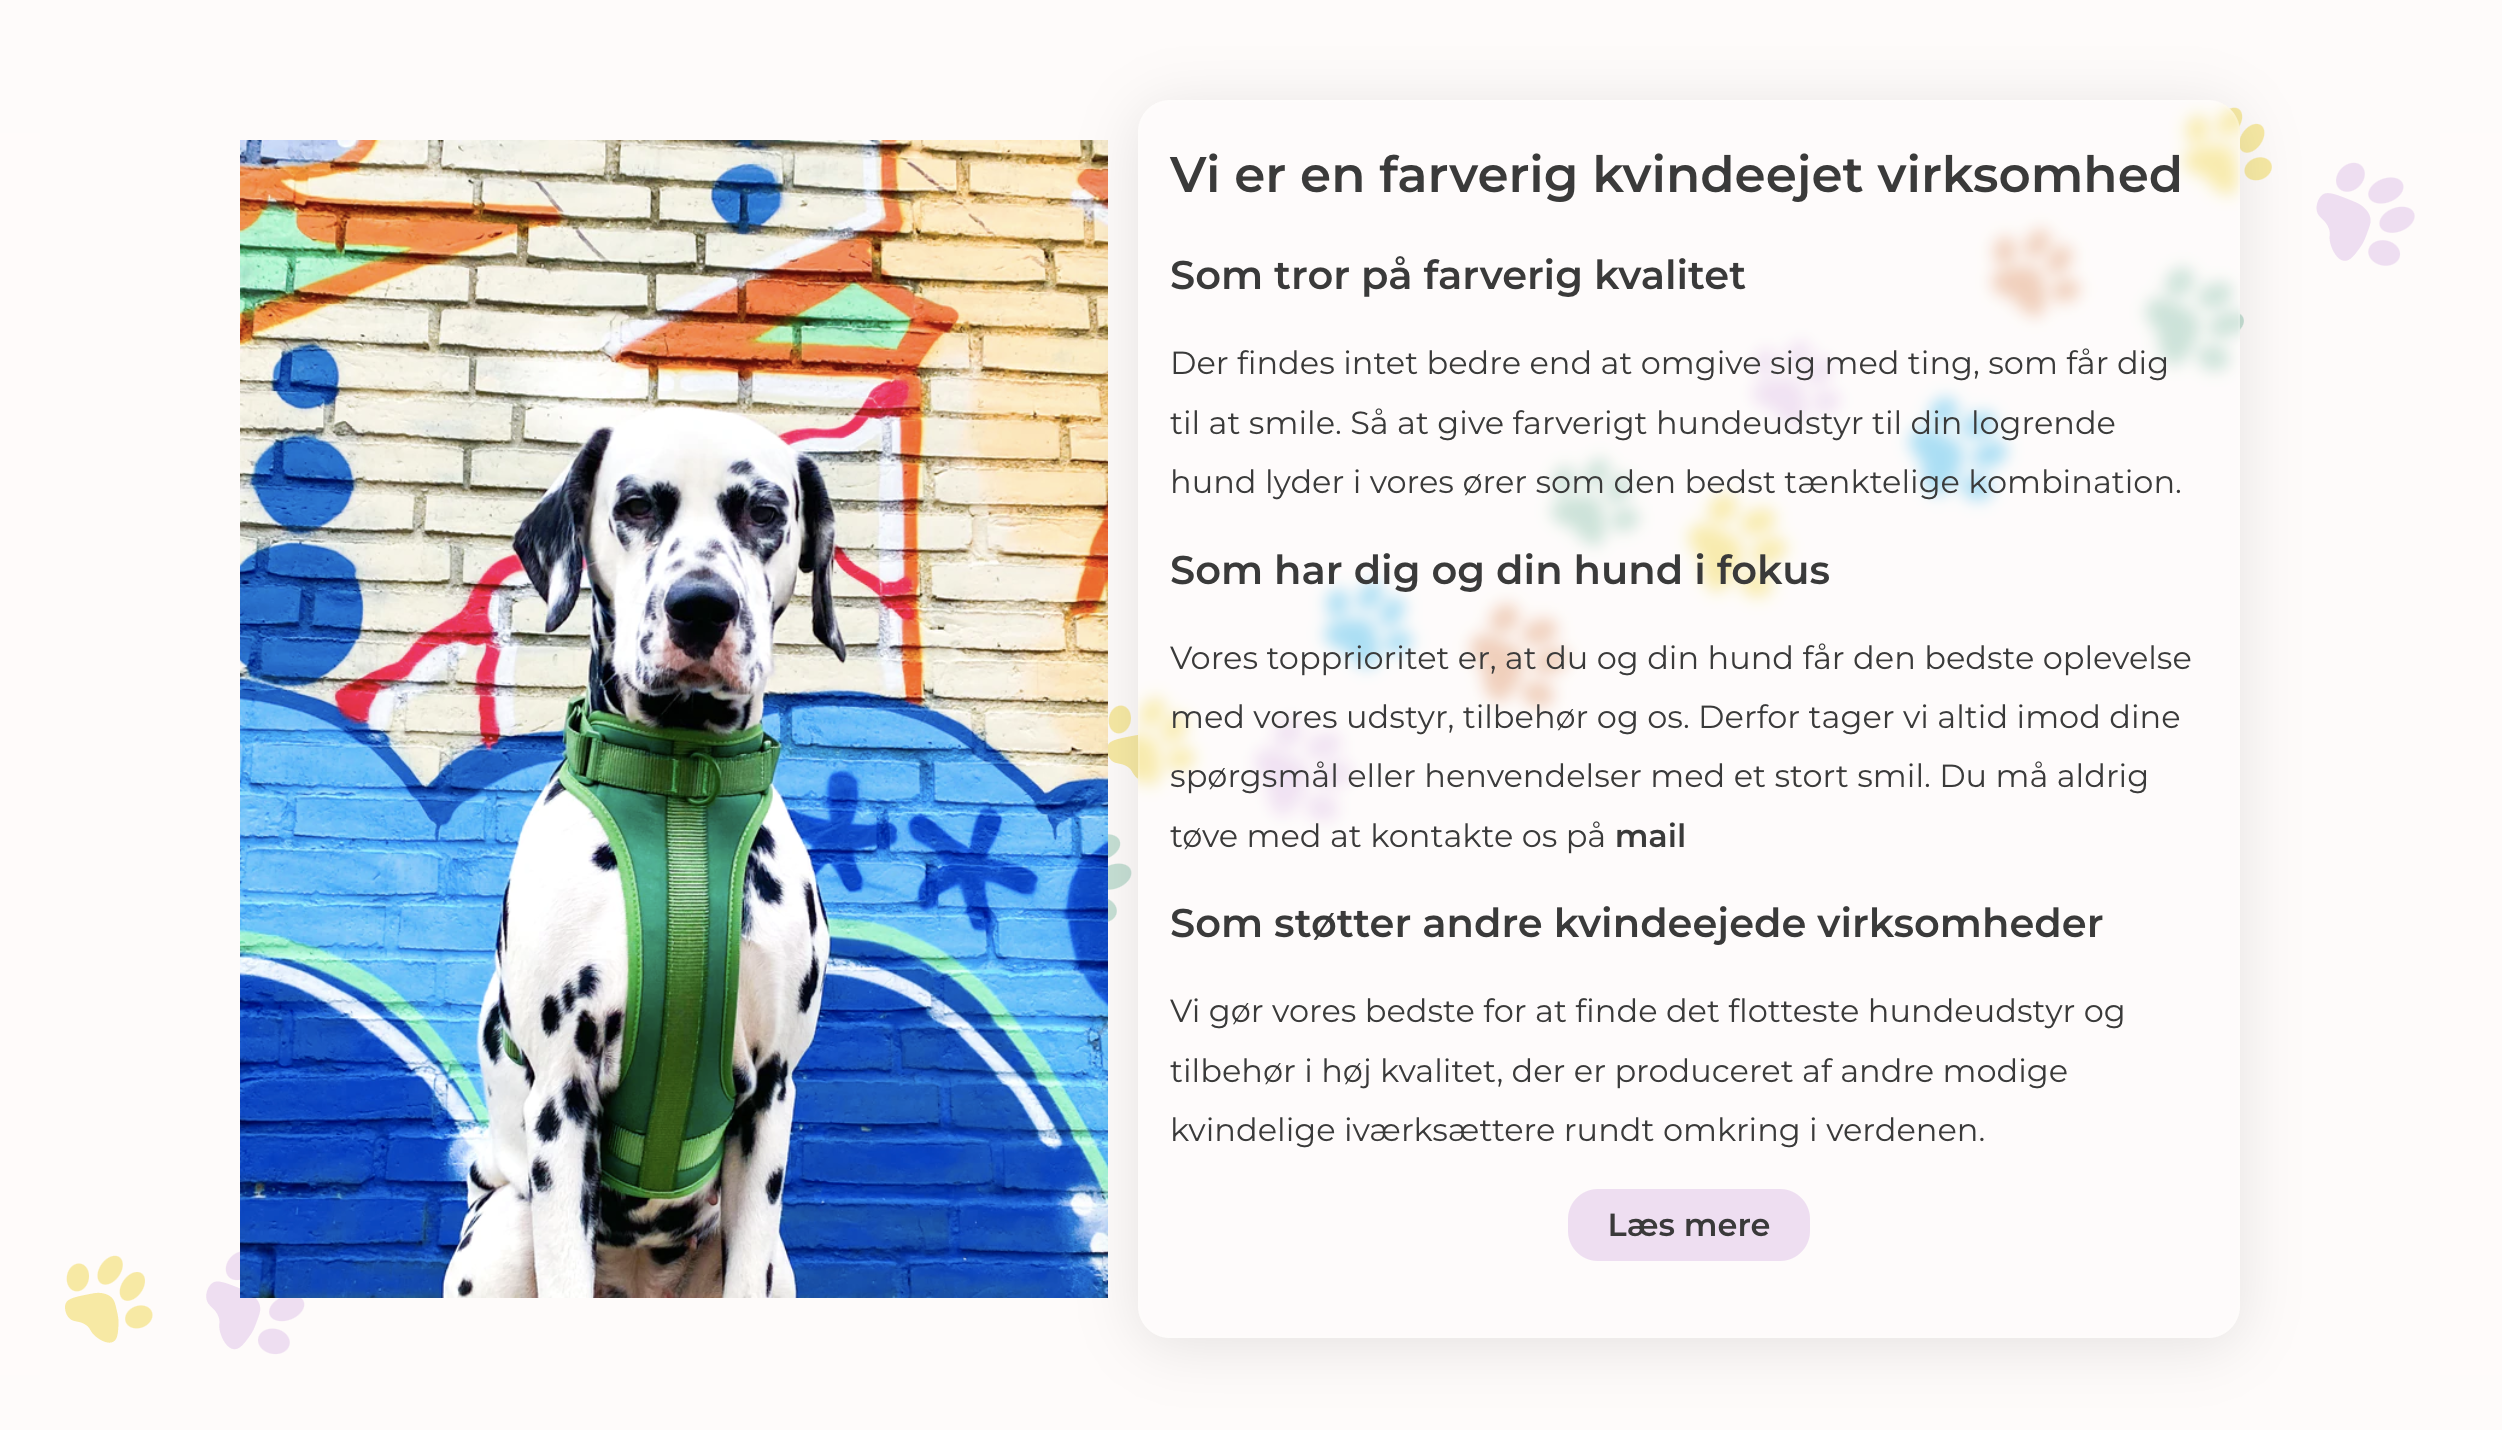 Vi er en farverig kvindeejet virksomhed
Som tror på farverig kvalitet
Der findes intet bedre end at omgive sig med ting, som får dig
til at smile. Så at give farverigt hundeudstyr til din logrende
hund lyder i vores ører som den bedst tænktelige kombination.
Som har dig og din hund i fokus
Vores topprioritet er, at du og din hund får den bedste oplevelse
med vores udstyr, tilbehør og os. Derfor tager vi altid imod dine
spørgsmål eller henvendelser med et stort smil. Du må aldrig
tøve med at kontakte os på mail
Som støtter andre kvindeejede virksomheder
Vi gør vores bedste for at finde det flotteste hundeudstyr og
tilbehør i høj kvalitet, der er produceret af andre modige
kvindelige iværksættere rundt omkring i verdenen.
Læs mere